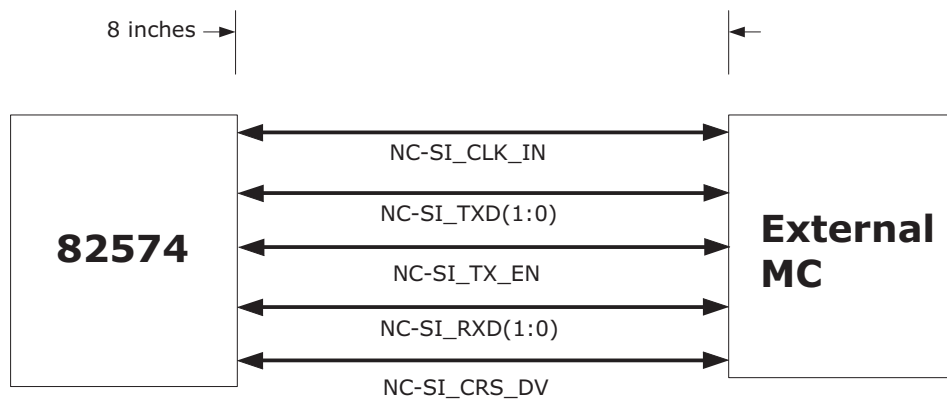 8 inches
NC-SI_CLK_IN
NC-SI_TXD(1:0)
82574
External
MC
NC-SI_TX_EN
NC-SI_RXD(1:0)
NC-SI_CRS_DV